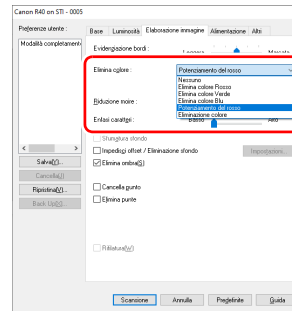 Canon R40 on STI - 0005
Preferenze utente :
Modalità completamente
Salva(V)...
Cancella(J)
Ripristina(V)...
Back Up(X)...
Base Luminosità Elaborazione immagine Alimentazione Altri
Evidenziazione bordi :
Leggera Marcata
Elimina colore :
Potenziamento del rosso
Nessuno
Elimina colore Rosso
Elimina colore Verde
Elimina colore Blu
Potenziamento del rosso
Eliminazione colore
Riduzione moire :
Enfasi caratteri :
Basso Alto
Sfumatura sfondo
Impedisci offset / Eliminazione sfondo
Impostazioni...
Elimina ombra(S)
Cancella punto
Elimina punte
Rifilatura(W)
Scansione Annulla Predefinite Guida